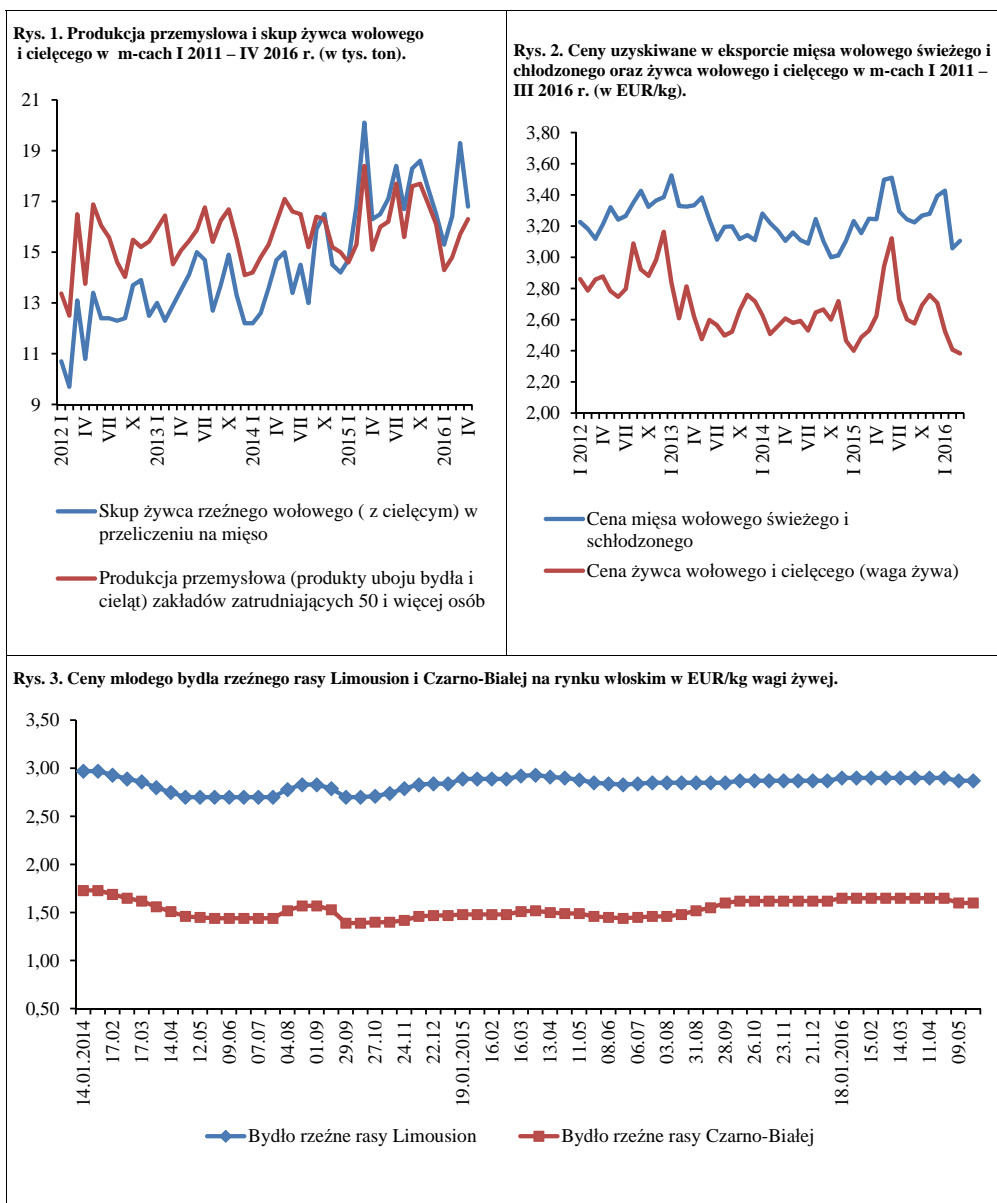 Rys. 1. Produkcja przemysłowa i skup żywca wołowego
i cielęcego w m-cach I 2011 – IV 2016 r. (w tys. ton).
21
19
17
15
13
11
9
2012 I
IV
VII
X
2013 I
IV
VII
X
2014 I
IV
VII
X
2015 I
IV
VII
X
2016 I
IV
Skup żywca rzeźnego wołowego ( z cielęcym) w
przeliczeniu na mięso
Produkcja przemysłowa (produkty uboju bydła i
cieląt) zakładów zatrudniających 50 i więcej osób
Rys. 2. Ceny uzyskiwane w eksporcie mięsa wołowego świeżego i
chłodzonego oraz żywca wołowego i cielęcego w m-cach I 2011 –
III 2016 r. (w EUR/kg).
3,80
3,60
3,40
3,20
3,00
2,80
2,60
2,40
2,20
2,00
I 2012
IV
VII
X
I 2013
IV
VII
X
I 2014
IV
VII
X
I 2015
IV
VII
X
I 2016
Cena mięsa wołowego świeżego i
schłodzonego
Cena żywca wołowego i cielęcego (waga żywa)
Rys. 3. Ceny młodego bydła rzeźnego rasy Limousion i Czarno-Białej na rynku włoskim w EUR/kg wagi żywej.
3,50
3,00
2,50
2,00
1,50
1,00
0,50
14.01.2014
17.02
17.03
14.04
12.05
09.06
07.07
04.08
01.09
29.09
27.10
24.11
22.12
19.01.2015
16.02
16.03
13.04
11.05
08.06
06.07
03.08
31.08
28.09
26.10
23.11
21.12
18.01.2016
15.02
14.03
11.04
09.05
Bydło rzeźne rasy Limousion
Bydło rzeźne rasy Czarno-Białej